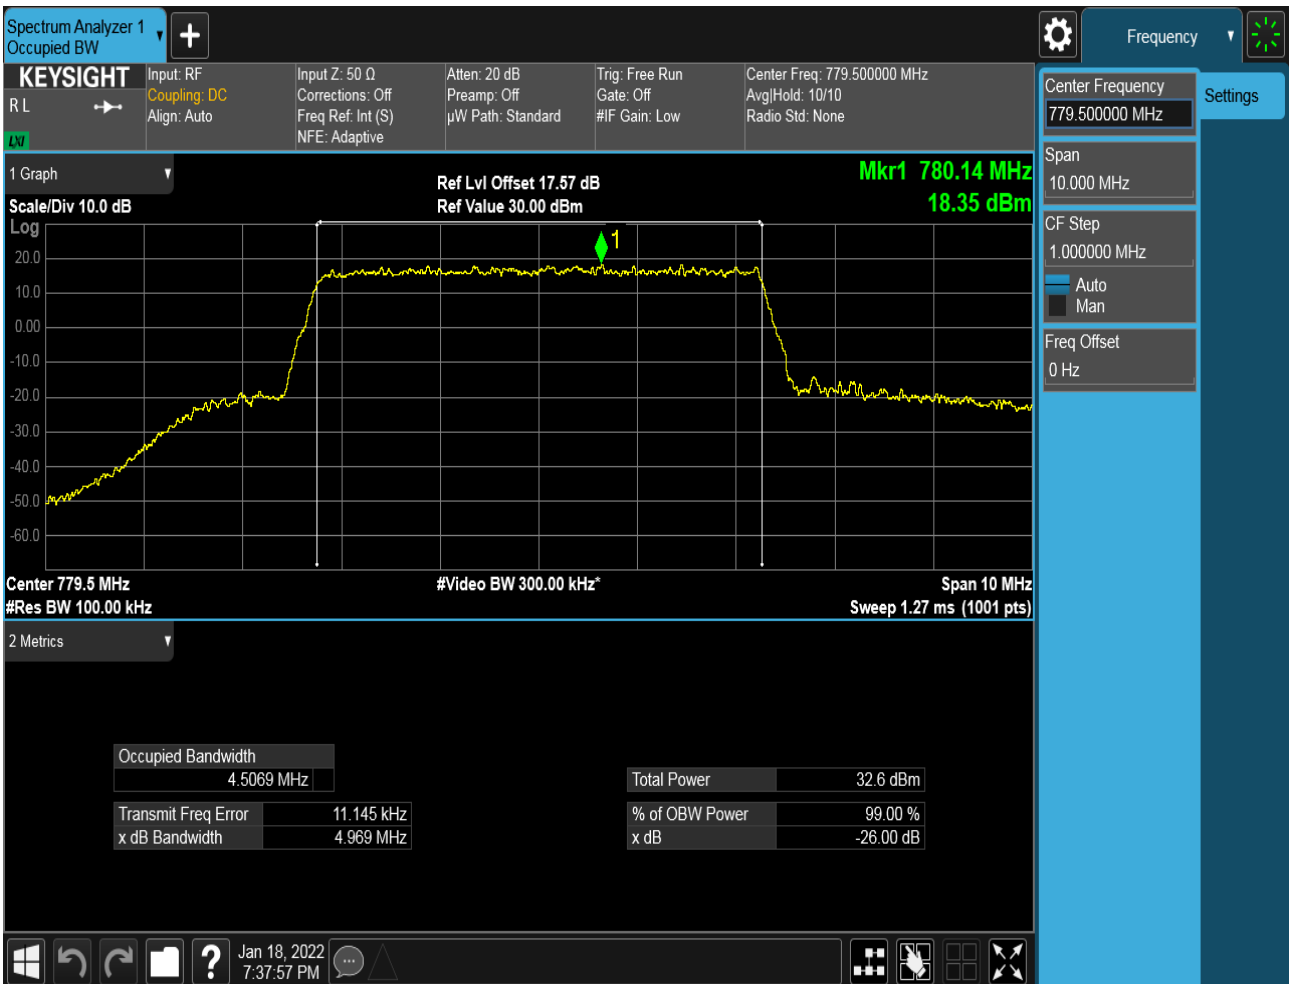 Spectrum Analyzer 1
Occupied BW
Frequency
KEYSIGHT
R L
LXI
Input: RF
Coupling: DC
Align: Auto
Input Z: 50 Ω
Corrections: Off
Freq Ref: Int (S)
NFE: Adaptive
Atten: 20 dB
Preamp: Off
µW Path: Standard
Trig: Free Run
Gate: Off
#IF Gain: Low
Center Freq: 779.500000 MHz
Avg|Hold: 10/10
Radio Std: None
Center Frequency
779.500000 MHz
Settings
Span
10.000 MHz
CF Step
1.000000 MHz
Auto
Man
Freq Offset
0 Hz
1 Graph
Scale/Div 10.0 dB
Log
Ref Lvl Offset 17.57 dB
Ref Value 30.00 dBm
Mkr1 780.14 MHz
18.35 dBm
1
20.0
10.0
0.00
-10.0
-20.0
-30.0
-40.0
-50.0
-60.0
Center 779.5 MHz
#Video BW 300.00 kHz*
Span 10 MHz
#Res BW 100.00 kHz
Sweep 1.27 ms (1001 pts)
2 Metrics
Occupied Bandwidth
4.5069 MHz
Total Power 32.6 dBm
Transmit Freq Error 11.145 kHz
% of OBW Power 99.00 %
x dB Bandwidth 4.969 MHz
x dB -26.00 dB
?
Jan 18, 2022
7:37:57 PM